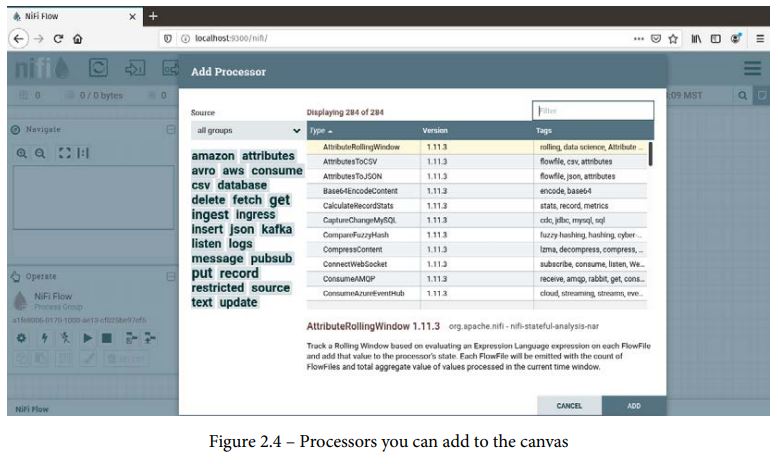 NiFi Flow
localhost:9300/nifi/
nifi
Add Processor
0
0 / 0 bytes
0
:09 MST
Source
Displaying 284 of 284
Filter
all groups
Type
Version
Tags
Navigate
amazon attributes
avro aws consume
csv database
delete fetch get
ingest ingress
insert json kafka
listen logs
message pubsub
put record
restricted source
text update
AttributeRollingWindow 1.11.3 rolling, data science, Attribute ...
AttributesToCSV 1.11.3 flowfile, csv, attributes
AttributesToJSON 1.11.3 flowfile, json, attributes
Base64EncodeContent 1.11.3 encode, base64
CalculateRecordStats 1.11.3 stats, record, metrics
CaptureChangeMySQL 1.11.3 cdc, jdbc, mysql, sql
CompareFuzzyHash 1.11.3 fuzzy-hashing, hashing, cyber-...
CompressContent 1.11.3 lzma, decompress, compress, ...
ConnectWebSocket 1.11.3 subscribe, consume, listen, We...
ConsumeAMQP 1.11.3 receive, amqp, rabbit, get, cons...
ConsumeAzureEventHub 1.11.3 cloud, streaming, streams, eve...
Operate
NiFi Flow
Process Group
AttributeRollingWindow 1.11.3 org.apache.nifi - nifi-stateful-analysis-nar
Track a Rolling Window based on evaluating an Expression Language expression on each FlowFile
and add that value to the processor's state. Each FlowFile will be emitted with the count of
FlowFiles and total aggregate value of values processed in the current time window.
DELETE
CANCEL
ADD
NiFi Flow
Figure 2.4 – Processors you can add to the canvas